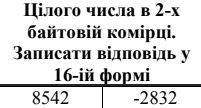 Цілого числа в 2-х
байтовій комірці.
Записати відповідь у
16-ій формі
8542 -2832